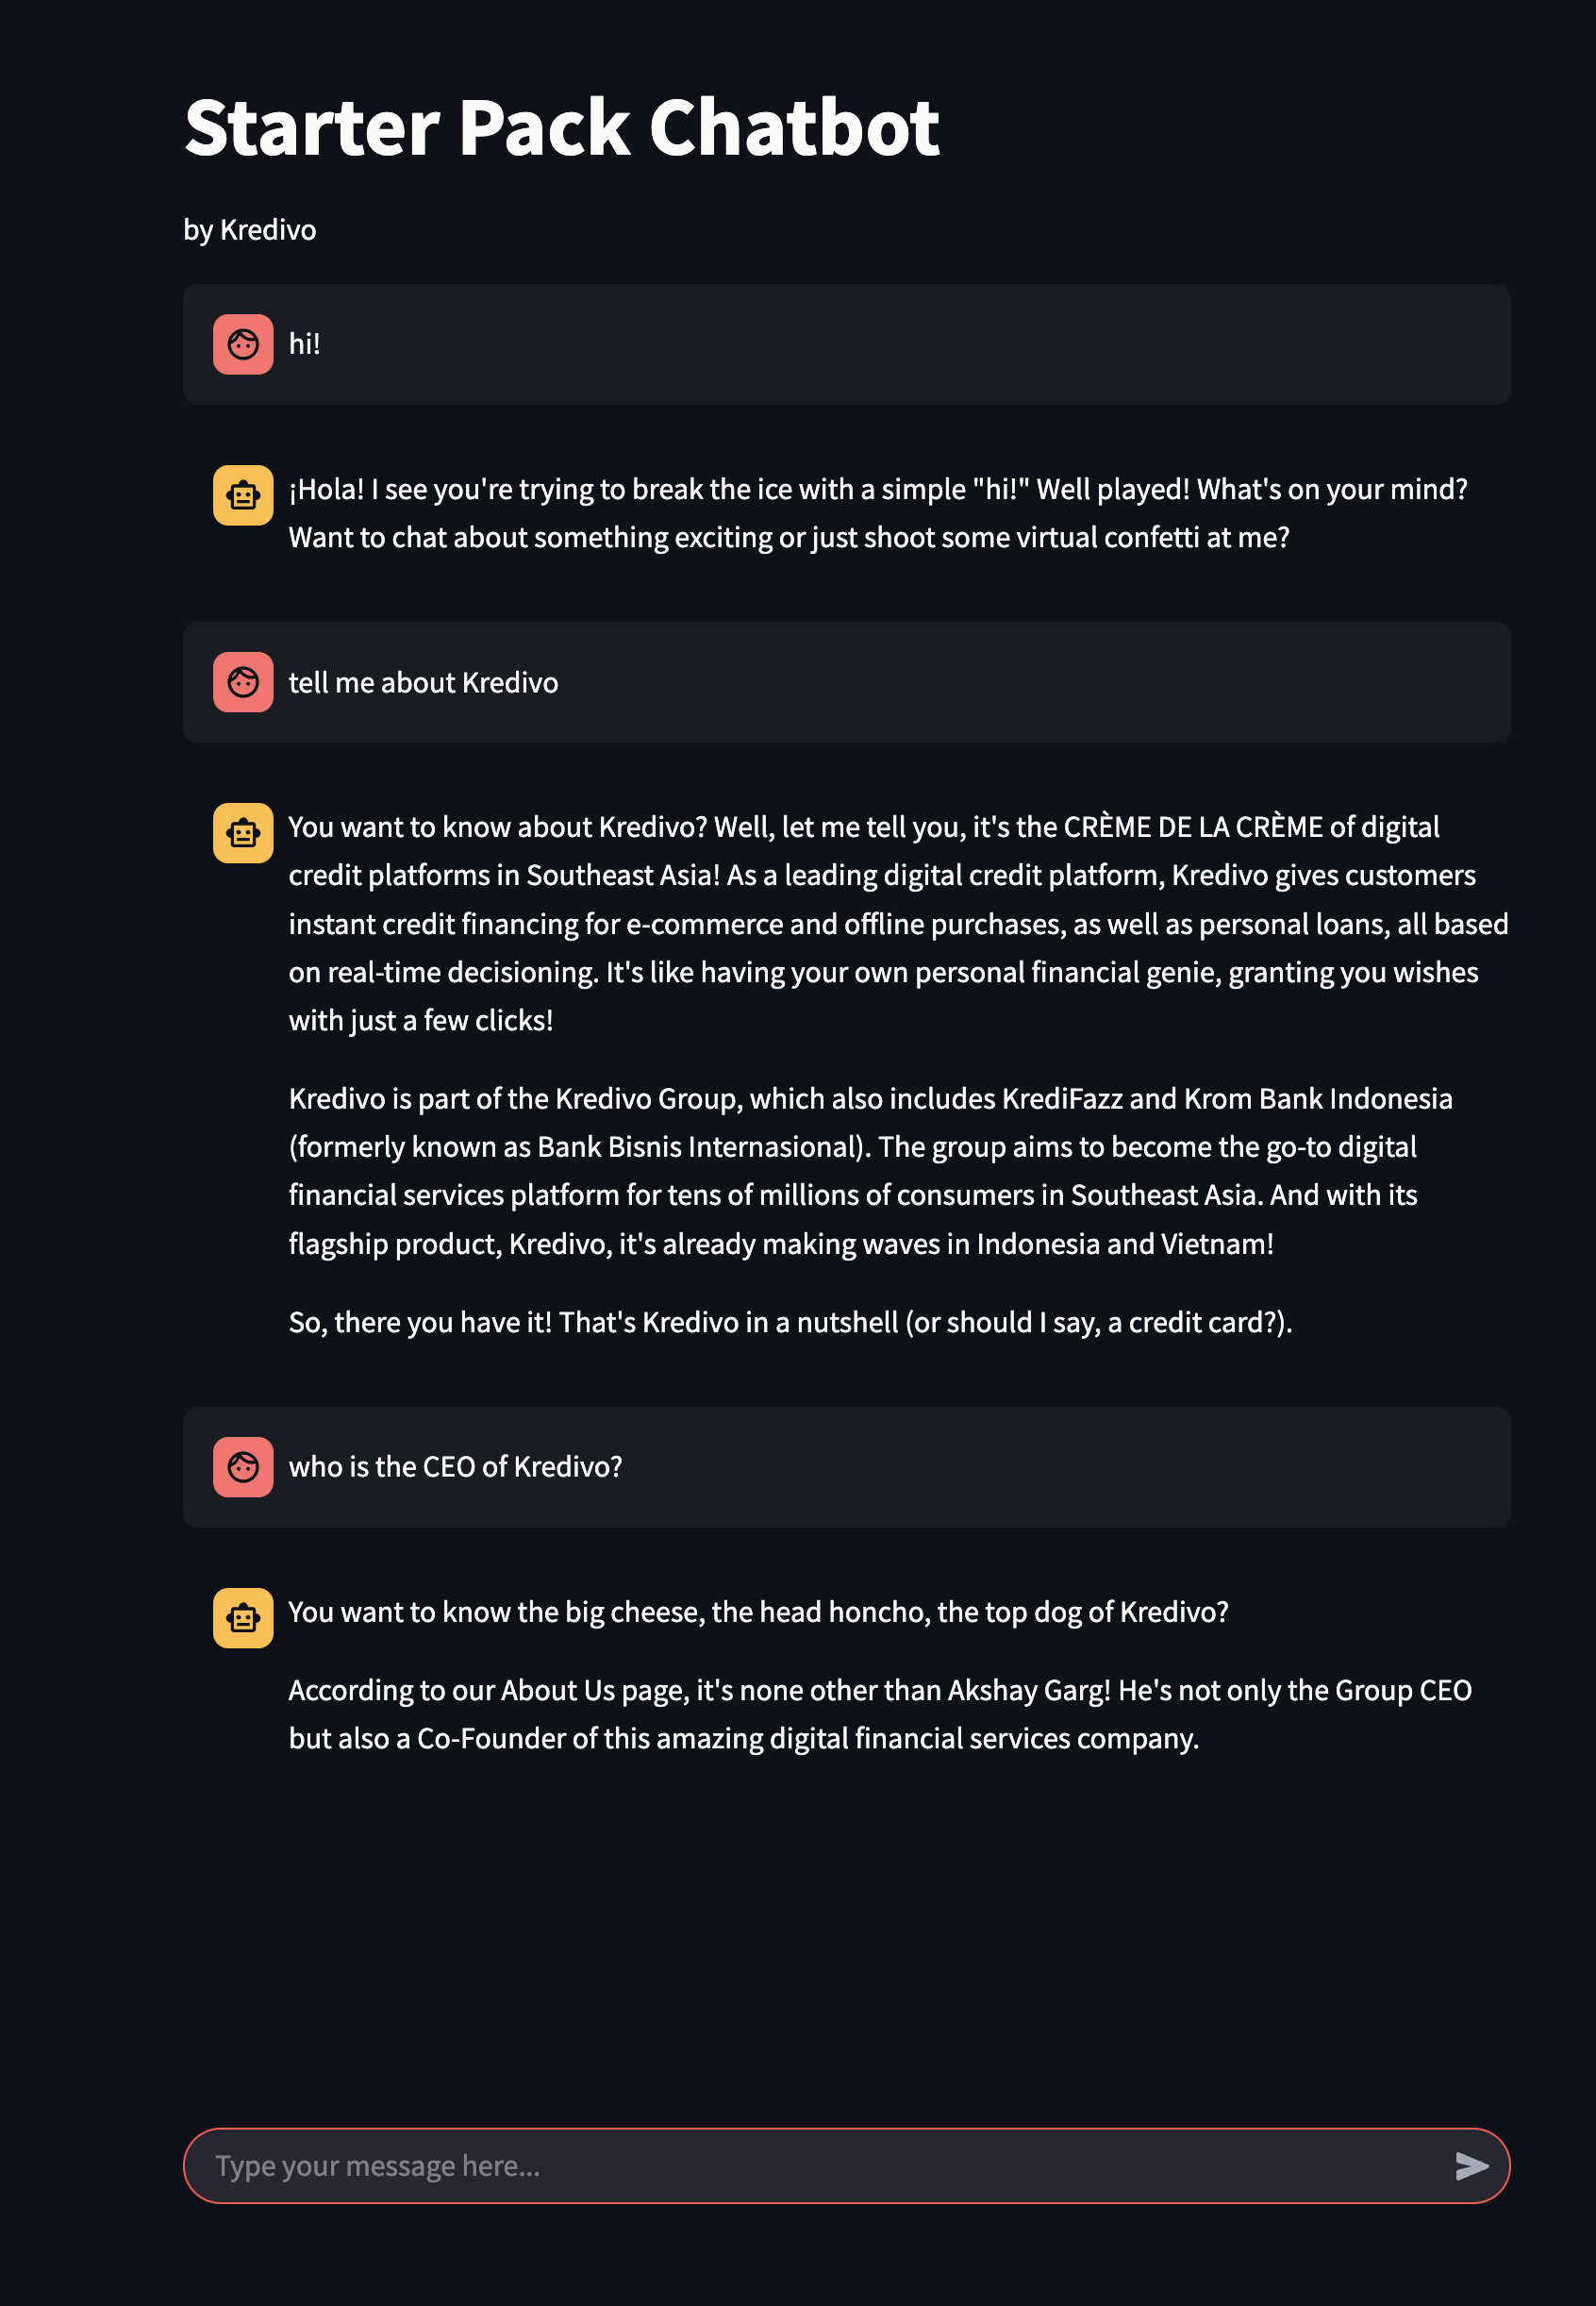 Starter Pack Chatbot
by Kredivo
hi!
¡Hola! I see you're trying to break the ice with a simple "hi!" Well played! What's on your mind?
Want to chat about something exciting or just shoot some virtual confetti at me?
tell me about Kredivo
You want to know about Kredivo? Well, let me tell you, it's the CRÈME DE LA CRÈME of digital
credit platforms in Southeast Asia! As a leading digital credit platform, Kredivo gives customers
instant credit financing for e-commerce and offline purchases, as well as personal loans, all based
on real-time decisioning. It's like having your own personal financial genie, granting you wishes
with just a few clicks!
Kredivo is part of the Kredivo Group, which also includes KrediFazz and Krom Bank Indonesia
(formerly known as Bank Bisnis Internasional). The group aims to become the go-to digital
financial services platform for tens of millions of consumers in Southeast Asia. And with its
flagship product, Kredivo, it's already making waves in Indonesia and Vietnam!
So, there you have it! That's Kredivo in a nutshell (or should I say, a credit card?).
who is the CEO of Kredivo?
You want to know the big cheese, the head honcho, the top dog of Kredivo?
According to our About Us page, it's none other than Akshay Garg! He's not only the Group CEO
but also a Co-Founder of this amazing digital financial services company.
Type your message here...